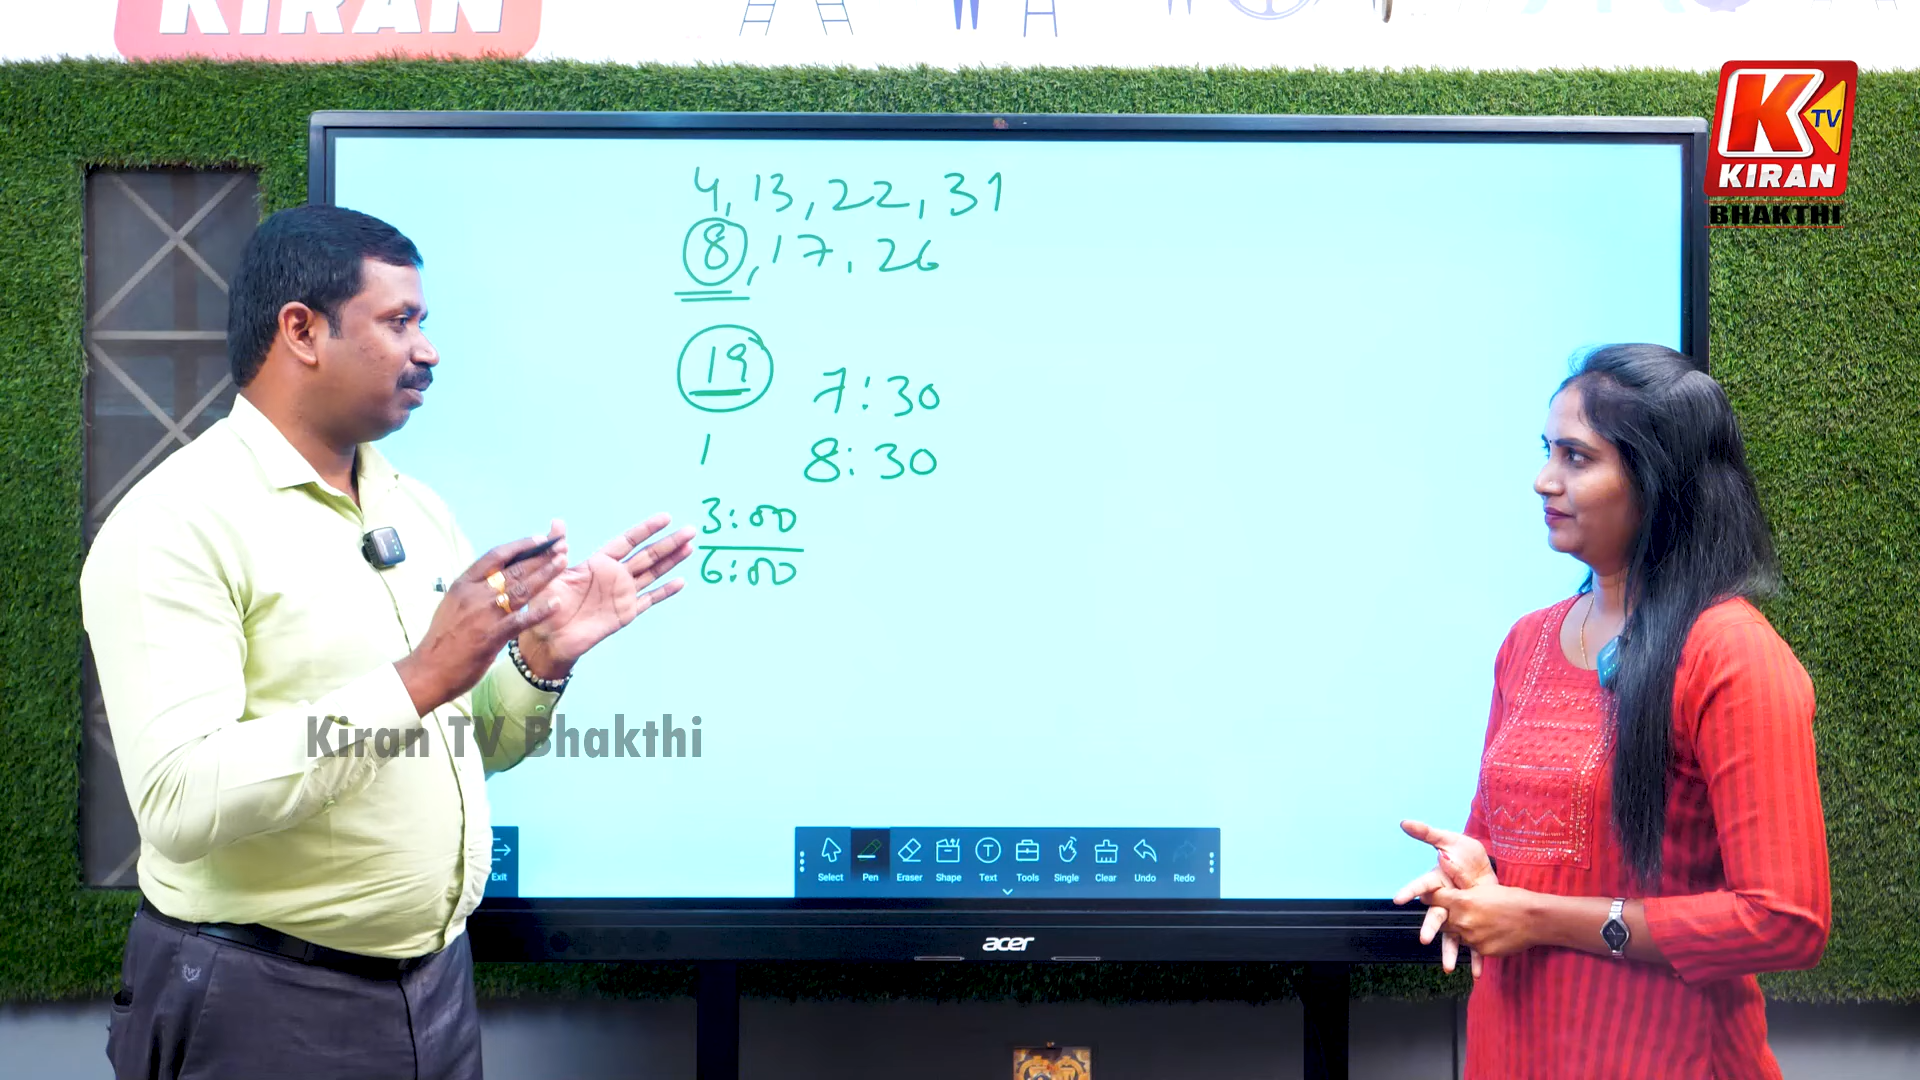 KIRAN
K TV
KIRAN
BHAKTHI
4, 13, 22, 31
8, 17, 26
19
7:30
1
8:30
3:00
6:00
Kiran TV Bhakthi
Exit
Select Pen Eraser Shape Text Tools Single Clear Undo Redo
acer